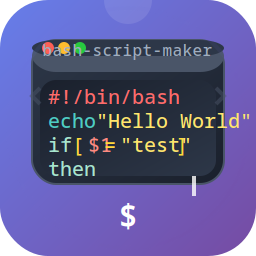 bash-script-maker
#!/bin/bash
echo"Hello World"
if[ $1= "test"]
then
$